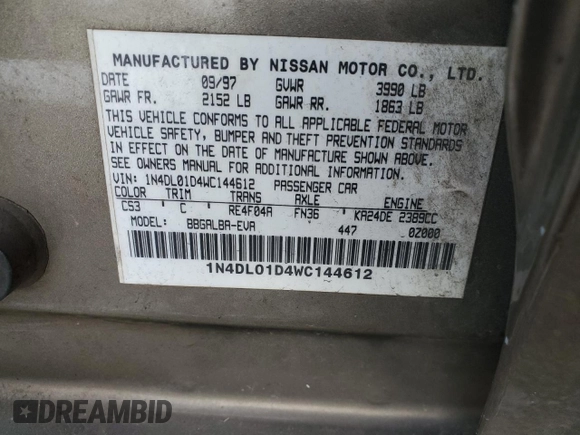 MANUFACTURED BY NISSAN MOTOR CO., LTD.
DATE 09/97 GVWR 3990 LB
GAWR FR. 2152 LB GAWR RR. 1863 LB
THIS VEHICLE CONFORMS TO ALL APPLICABLE FEDERAL MOTOR
VEHICLE SAFETY, BUMPER AND THEFT PREVENTION STANDARDS
IN EFFECT ON THE DATE OF MANUFACTURE SHOWN ABOVE.
SEE OWNERS MANUAL FOR ADDITIONAL INFORMATION.
VIN: 1N4DL01D4WC144612 PASSENGER CAR
COLOR TRIM TRANS AXLE ENGINE
CS3 C RE4F04A FN36 KA24DE 2389CC
MODEL: BBGALBA-EVA 447 0Z000
1N4DL01D4WC144612
DREAMBID